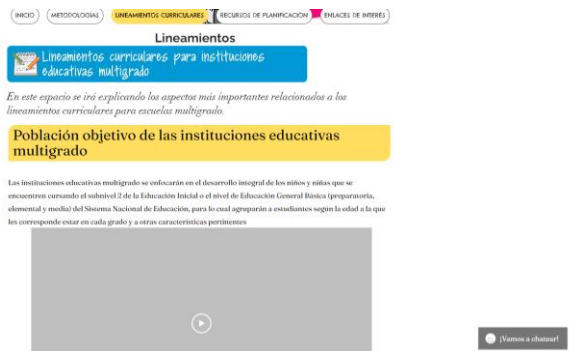 INICIO
METODOLOGÍAS
LINEAMIENTOS CURRICULARES
RECURSOS DE PLANIFICACIÓN
ENLACES DE INTERÉS
Lineamientos
Lineamientos curriculares para instituciones
educativas multigrado
En este espacio se irá explicando los aspectos más importantes relacionados a los
lineamientos curriculares para escuelas multigrado.
Población objetivo de las instituciones educativas
multigrado
Las instituciones educativas multigrado se enfocarán en el desarrollo integral de los niños y niñas que se
encuentren cursando el subnivel 2 de la Educación Inicial o el nivel de Educación General Básica (preparatoria,
elemental y media) del Sistema Nacional de Educación, para lo cual agruparán a estudiantes según la edad a la que
les corresponde estar en cada grado y a otras características pertinentes
¡Vamos a chatear!